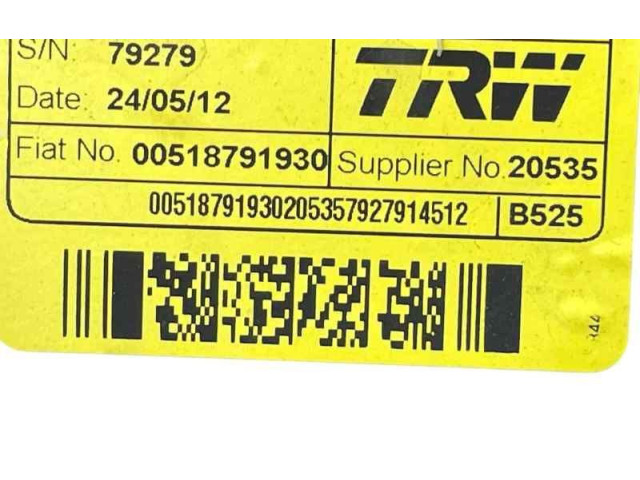 S/N: 79279
TRW
Date: 24/05/12
Fiat No. 00518791930 Supplier No. 20535
00518791930205357927914512 B525